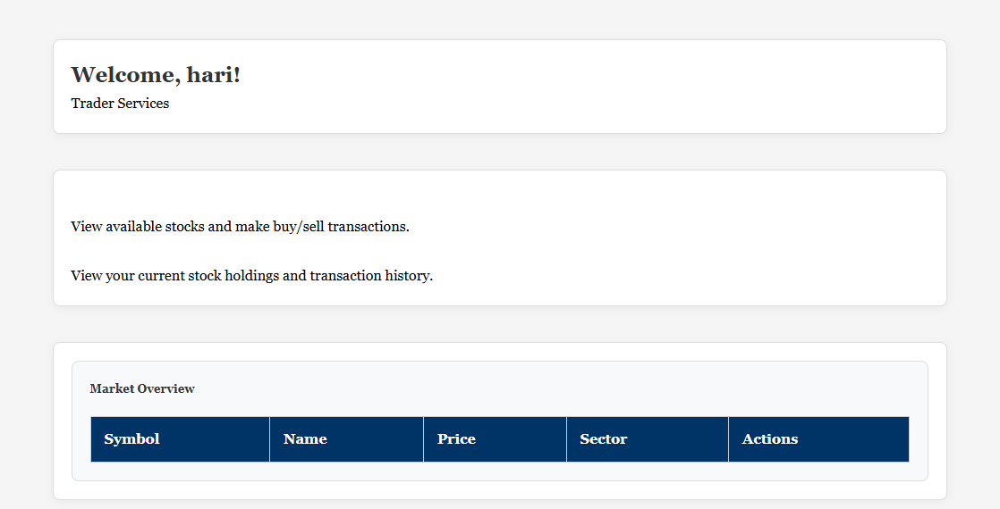 Welcome, hari!
Trader Services
View available stocks and make buy/sell transactions.
View your current stock holdings and transaction history.
Market Overview
Symbol Name Price Sector Actions